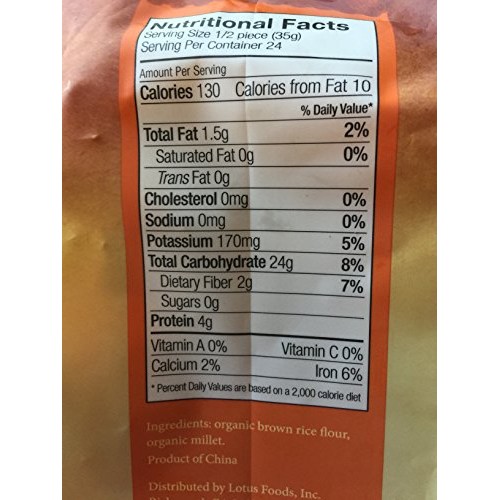 Nutritional Facts
Serving Size 1/2 piece (35g)
Serving Per Container 24
Amount Per Serving
Calories 130 Calories from Fat 10
% Daily Value*
Total Fat 1.5g 2%
Saturated Fat 0g 0%
Trans Fat 0g
Cholesterol 0mg 0%
Sodium 0mg 0%
Potassium 170mg 5%
Total Carbohydrate 24g 8%
Dietary Fiber 2g 7%
Sugars 0g
Protein 4g
Vitamin A 0% Vitamin C 0%
Calcium 2% Iron 6%
* Percent Daily Values are based on a 2,000 calorie diet
Ingredients: organic brown rice flour,
organic millet.
Product of China
Distributed by Lotus Foods, Inc.